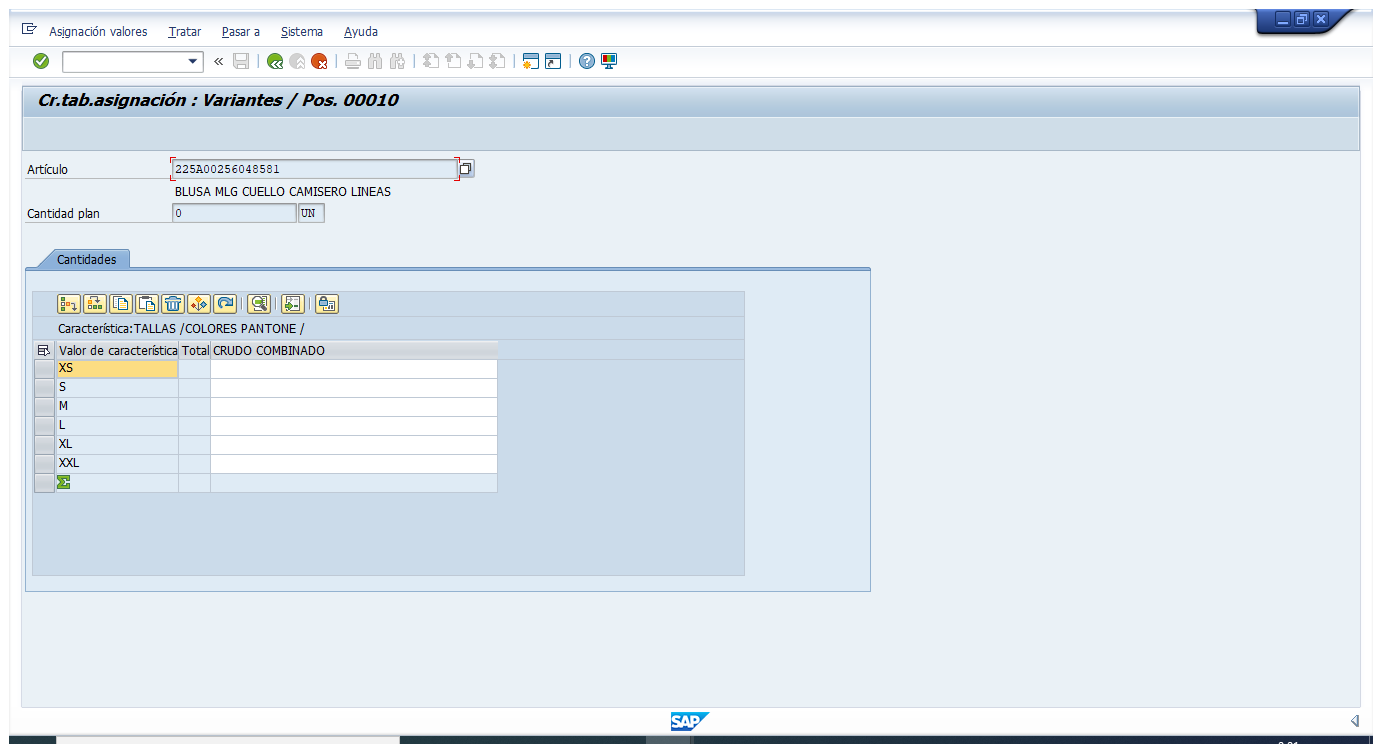 Asignación valores Tratar Pasar a Sistema Ayuda
Cr.tab.asignación : Variantes / Pos. 00010
Artículo 225A00256048581
BLUSA MLG CUELLO CAMISERO LINEAS
Cantidad plan 0 UN
Cantidades
Característica:TALLAS /COLORES PANTONE /
Valor de característica Total CRUDO COMBINADO
XS
S
M
L
XL
XXL
SAP